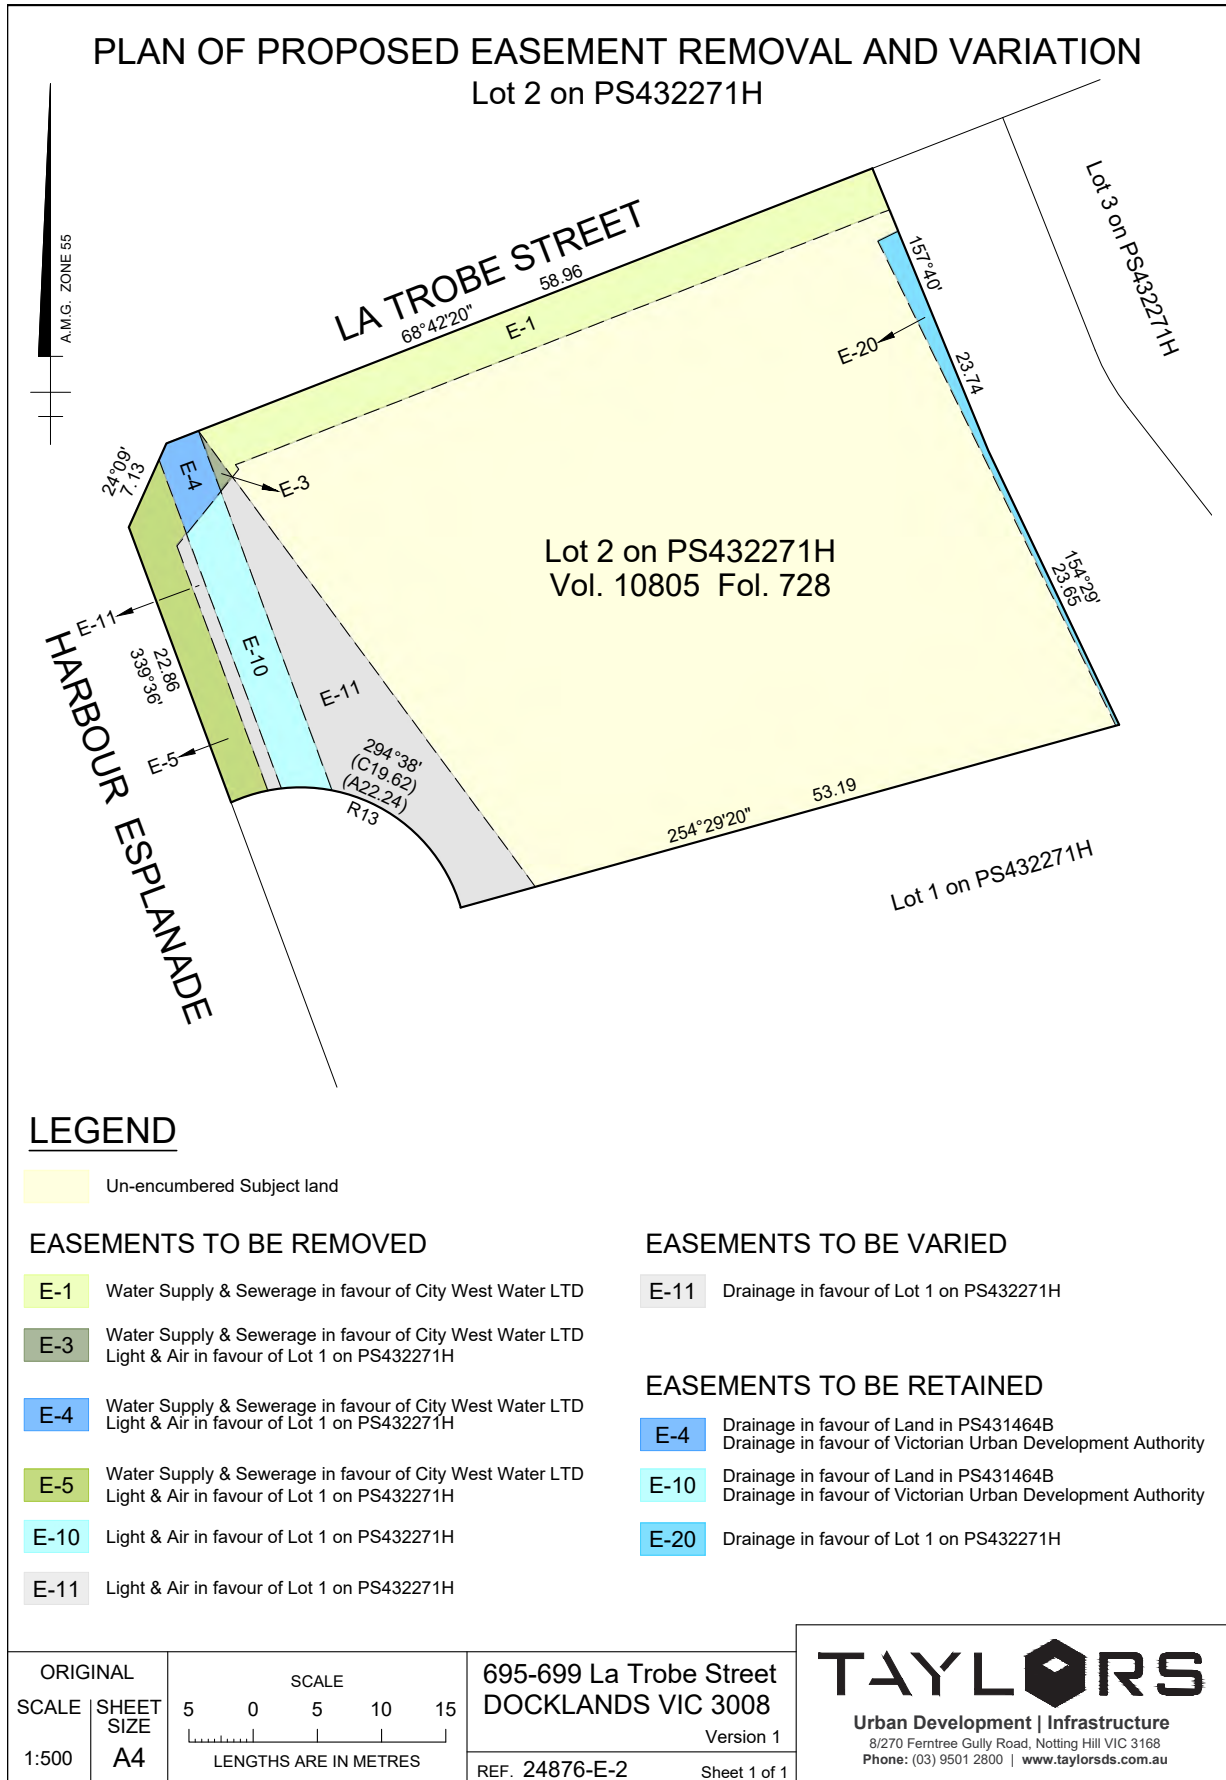 PLAN OF PROPOSED EASEMENT REMOVAL AND VARIATION
Lot 2 on PS432271H
A.M.G. ZONE 55
LA TROBE STREET
68°42'20"
58.96
E-1
Lot 3 on PS432271H
157°40'
E-20
23.74
24°09'
7.13
E-4
E-3
Lot 2 on PS432271H
Vol. 10805 Fol. 728
154°29'
23.65
E-11
E-10
22.86
339°36'
E-11
E-5
HARBOUR ESPLANADE
294°38'
(C19.62)
(A22.24)
R13
254°29'20"
53.19
Lot 1 on PS432271H
LEGEND
Un-encumbered Subject land
EASEMENTS TO BE REMOVED
E-1 Water Supply & Sewerage in favour of City West Water LTD
E-3 Water Supply & Sewerage in favour of City West Water LTD
Light & Air in favour of Lot 1 on PS432271H
E-4 Water Supply & Sewerage in favour of City West Water LTD
Light & Air in favour of Lot 1 on PS432271H
E-5 Water Supply & Sewerage in favour of City West Water LTD
Light & Air in favour of Lot 1 on PS432271H
E-10 Light & Air in favour of Lot 1 on PS432271H
E-11 Light & Air in favour of Lot 1 on PS432271H
EASEMENTS TO BE VARIED
E-11 Drainage in favour of Lot 1 on PS432271H
EASEMENTS TO BE RETAINED
E-4 Drainage in favour of Land in PS431464B
Drainage in favour of Victorian Urban Development Authority
E-10 Drainage in favour of Land in PS431464B
Drainage in favour of Victorian Urban Development Authority
E-20 Drainage in favour of Lot 1 on PS432271H
ORIGINAL
SCALE
1:500
SHEET
SIZE
A4
SCALE
5 0 5 10 15
LENGTHS ARE IN METRES
695-699 La Trobe Street
DOCKLANDS VIC 3008
Version 1
REF. 24876-E-2
Sheet 1 of 1
TAYLORS
Urban Development | Infrastructure
8/270 Ferntree Gully Road, Notting Hill VIC 3168
Phone: (03) 9501 2800 | www.taylorsds.com.au